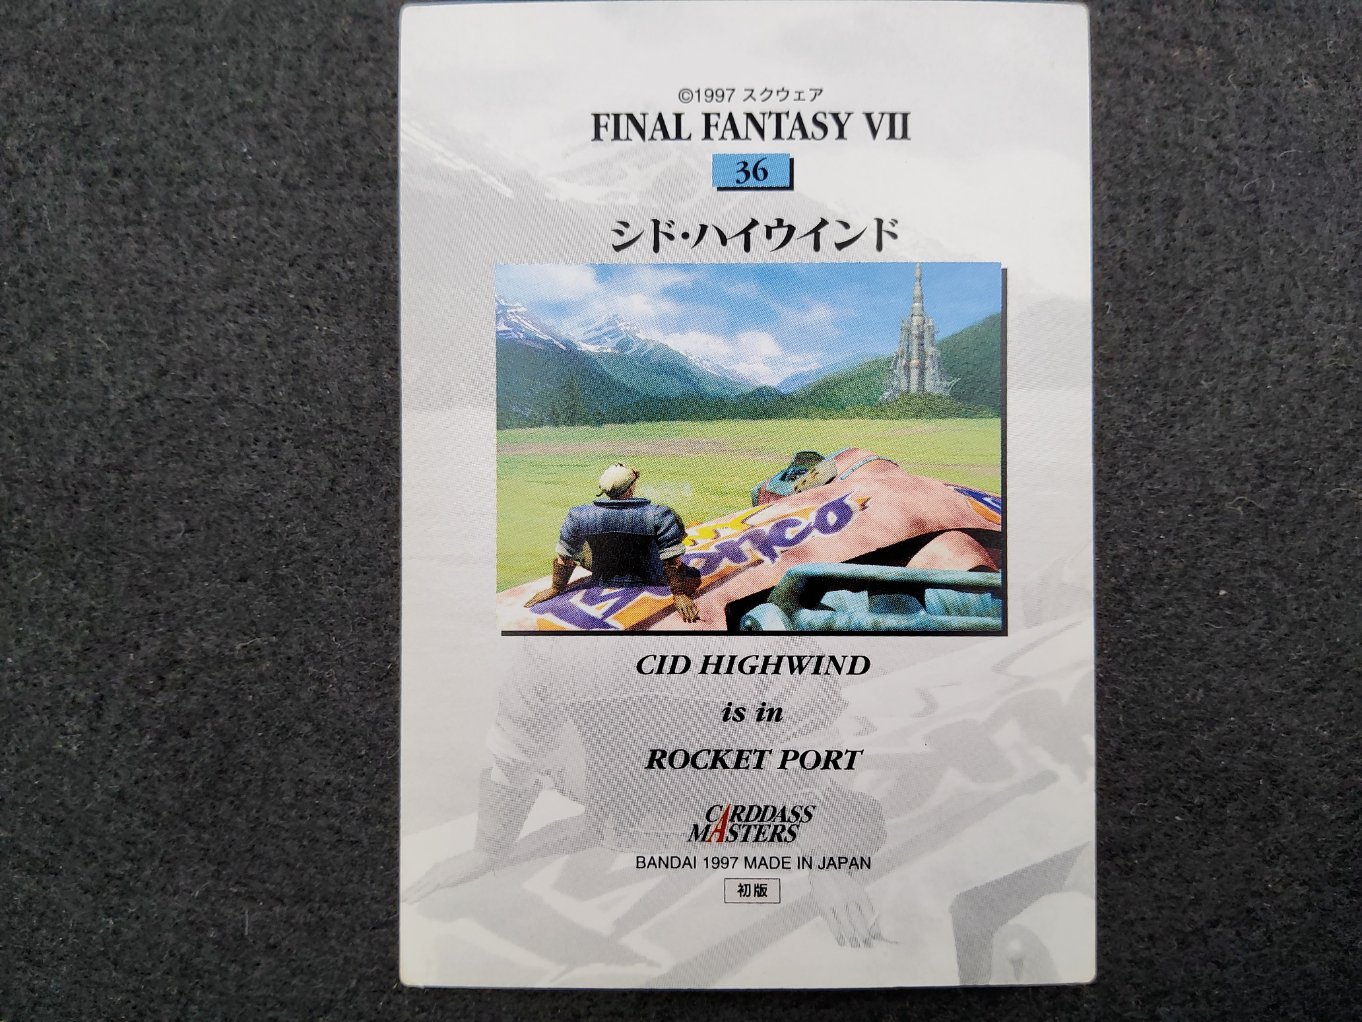 ©1997 スクウェア
FINAL FANTASY VII
36
シド・ハイウインド
Bronco
CID HIGHWIND
is in
ROCKET PORT
CARDDASS
MASTERS
BANDAI 1997 MADE IN JAPAN
初版